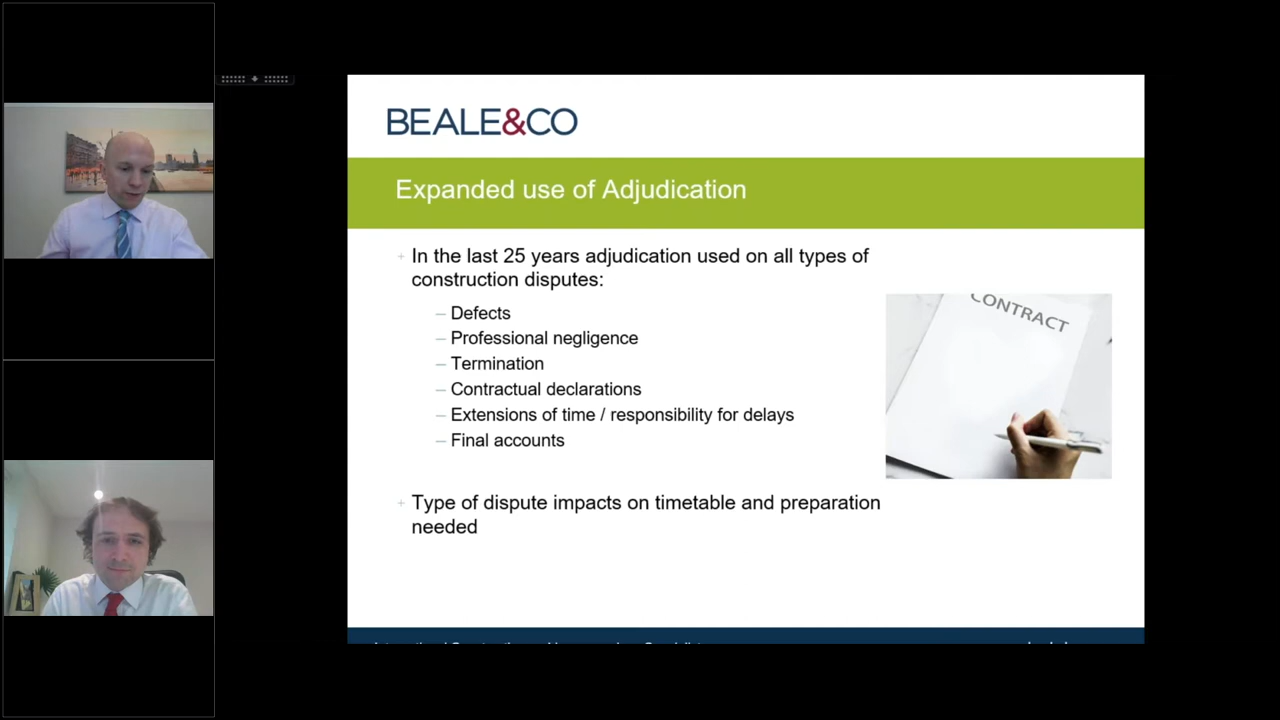 BEALE&CO
Expanded use of Adjudication
+ In the last 25 years adjudication used on all types of
construction disputes:
– Defects
– Professional negligence
– Termination
– Contractual declarations
– Extensions of time / responsibility for delays
– Final accounts
CONTRACT
+ Type of dispute impacts on timetable and preparation
needed